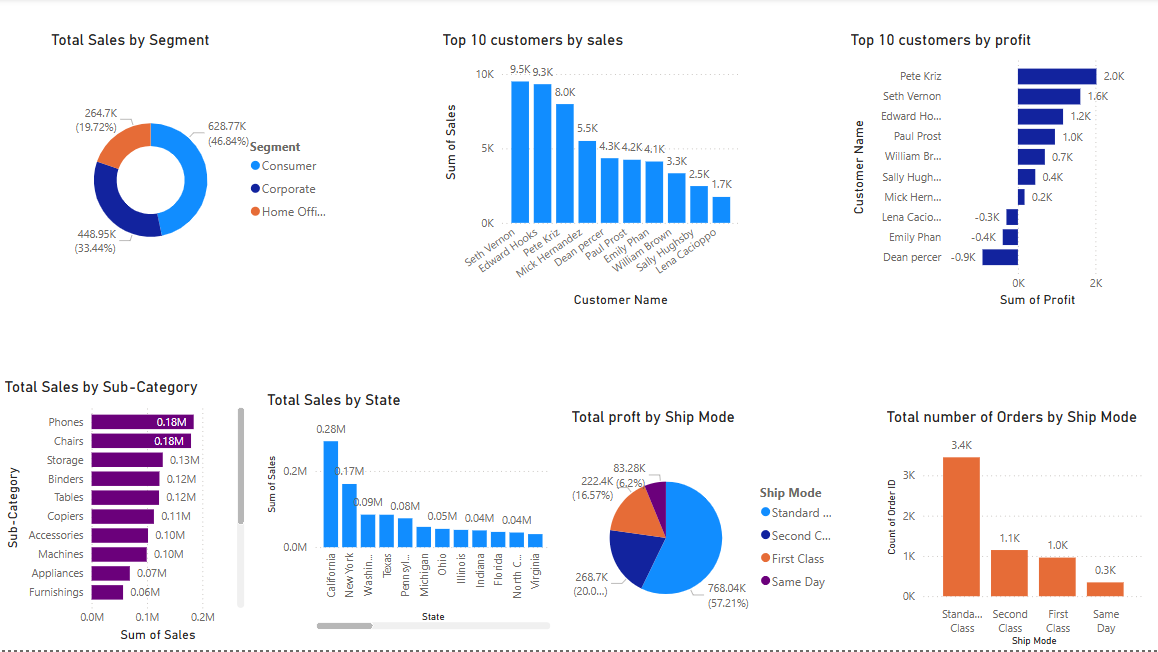 Total Sales by Segment
264.7K
(19.72%)
628.77K
(46.84%)
448.95K
(33.44%)
Segment
Consumer
Corporate
Home Offi...
Top 10 customers by sales
Sum of Sales
10K
5K
0K
9.5K
9.3K
8.0K
5.5K
4.3K
4.2K
4.1K
3.3K
2.5K
1.7K
Seth Vernon
Edward Hooks
Pete Kriz
Mick Hernandez
Dean percer
Paul Prost
Emily Phan
William Brown
Sally Hughsby
Lena Cacioppo
Customer Name
Top 10 customers by profit
Customer Name
Pete Kriz 2.0K
Seth Vernon 1.6K
Edward Ho... 1.2K
Paul Prost 1.0K
William Br... 0.7K
Sally Hugh... 0.4K
Mick Hern... 0.2K
Lena Cacio... -0.3K
Emily Phan -0.4K
Dean percer -0.9K
0K 2K
Sum of Profit
Total Sales by Sub-Category
Sub-Category
Phones 0.18M
Chairs 0.18M
Storage 0.13M
Binders 0.12M
Tables 0.12M
Copiers 0.11M
Accessories 0.10M
Machines 0.10M
Appliances 0.07M
Furnishings 0.06M
0.0M 0.1M 0.2M
Sum of Sales
Total Sales by State
Sum of Sales
0.2M
0.0M
0.28M
0.17M
0.09M
0.08M
0.05M
0.04M
0.04M
California
New York
Washin...
Texas
Pennsyl...
Michigan
Ohio
Illinois
Indiana
Florida
North C...
Virginia
State
Total proft by Ship Mode
83.28K
(6.2%)
222.4K
(16.57%)
268.7K
(20.0...)
768.04K
(57.21%)
Ship Mode
Standard ...
Second C...
First Class
Same Day
Total number of Orders by Ship Mode
Count of Order ID
3K
2K
1K
0K
3.4K
1.1K
1.0K
0.3K
Standa...
Class
Second
Class
First
Class
Same
Day
Ship Mode